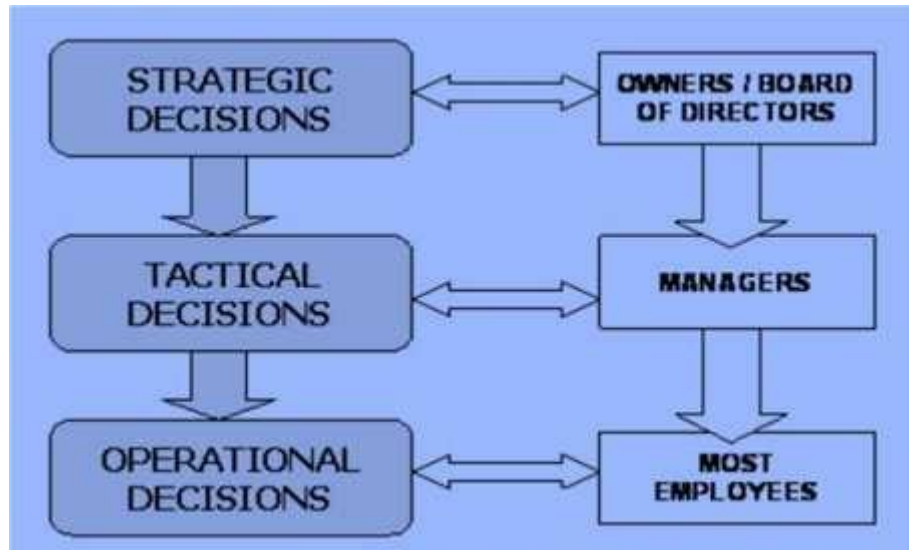 STRATEGIC
DECISIONS
OWNERS / BOARD
OF DIRECTORS
TACTICAL
DECISIONS
MANAGERS
OPERATIONAL
DECISIONS
MOST
EMPLOYEES